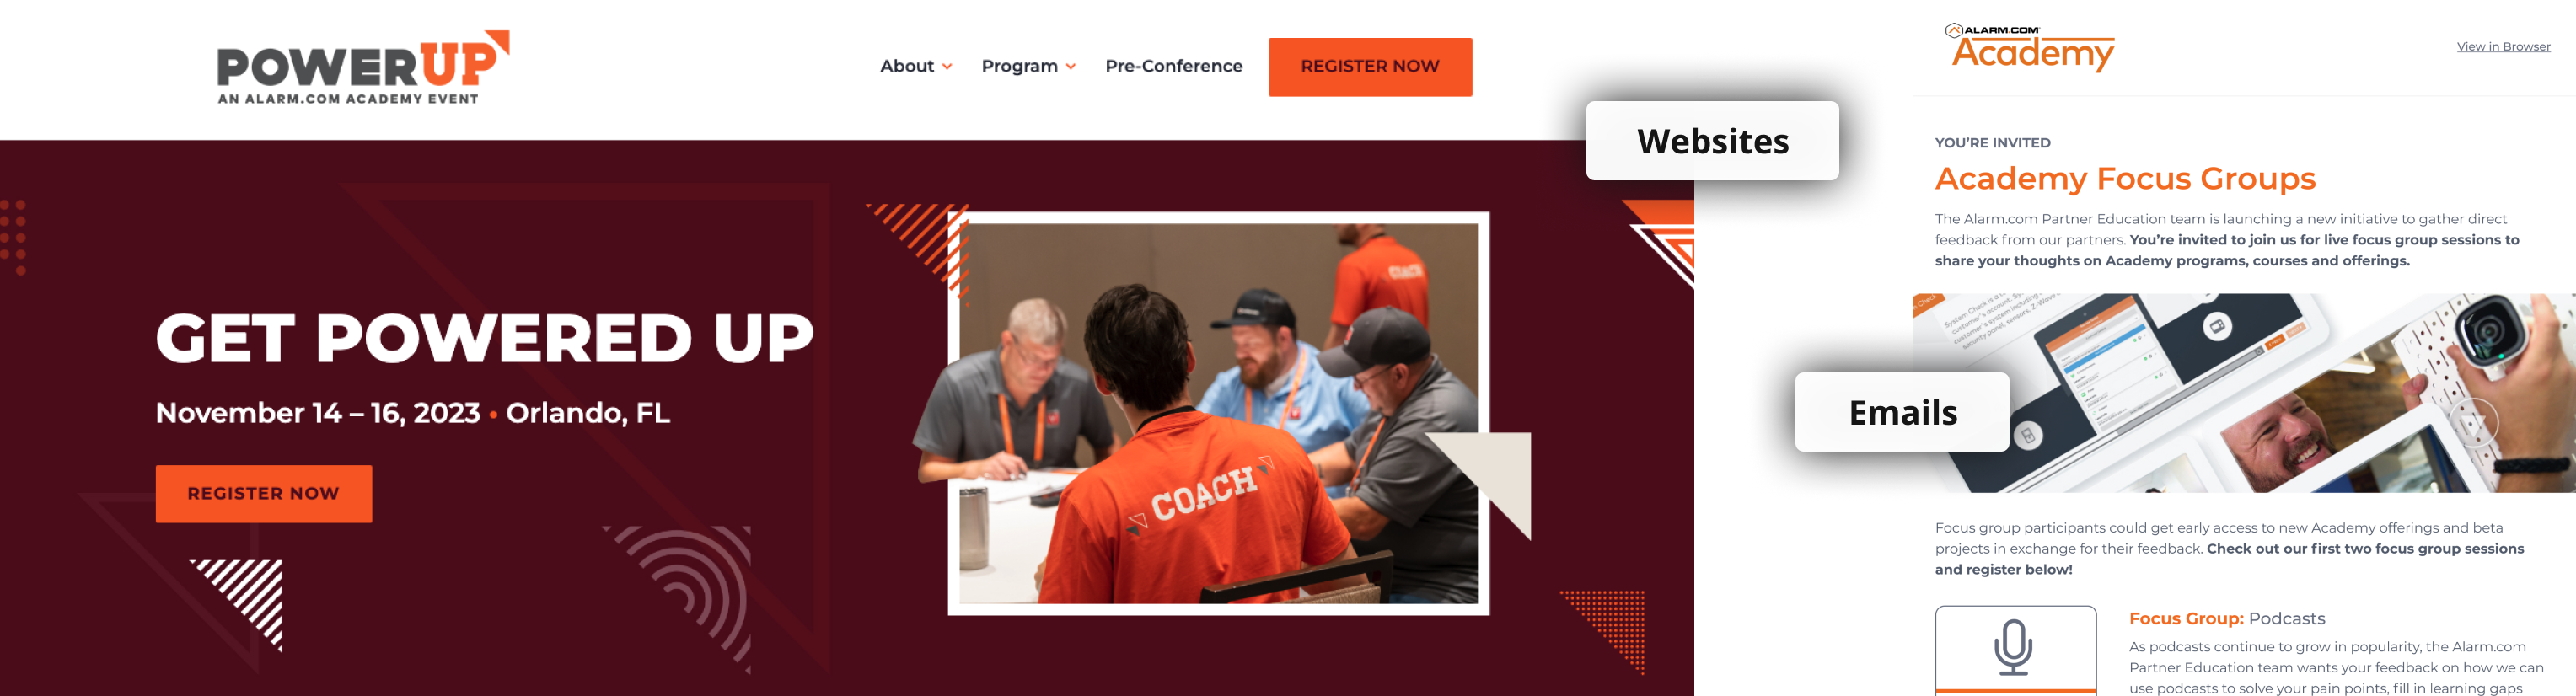 POWERUP
AN ALARM.COM ACADEMY EVENT
About
Program
Pre-Conference
REGISTER NOW
GET POWERED UP
November 14 – 16, 2023 • Orlando, FL
REGISTER NOW
COACH
Websites
Emails
ALARM.COM
Academy
View in Browser
YOU’RE INVITED
Academy Focus Groups
The Alarm.com Partner Education team is launching a new initiative to gather direct
feedback from our partners. You’re invited to join us for live focus group sessions to
share your thoughts on Academy programs, courses and offerings.
Focus group participants could get early access to new Academy offerings and beta
projects in exchange for their feedback. Check out our first two focus group sessions
and register below!
Focus Group: Podcasts
As podcasts continue to grow in popularity, the Alarm.com
Partner Education team wants your feedback on how we can
use podcasts to solve your pain points, fill in learning gaps